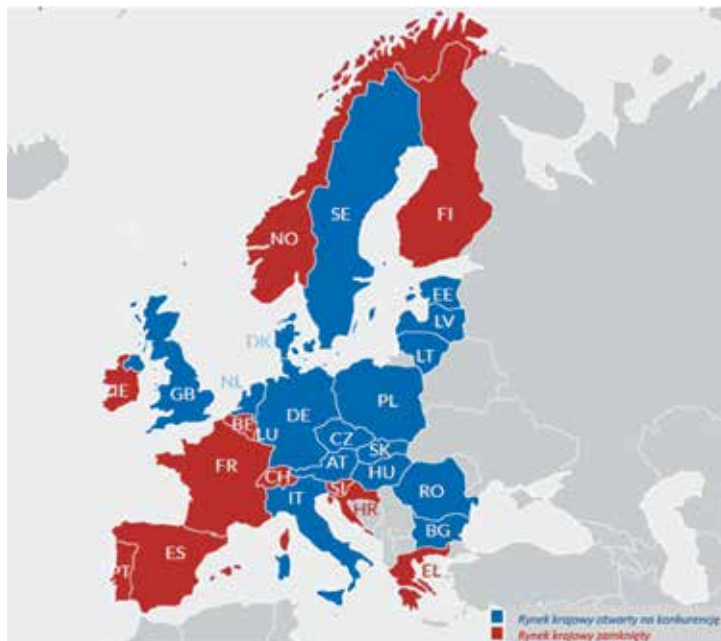 NO
SE
FI
EE
LV
LT
DK
NL
IE
GB
BE
LU
DE
PL
CZ
SK
AT
HU
FR
CH
IT
SI
HR
RO
BG
PT
ES
EL
Rynek krajowy otwarty na konkurencję
Rynek krajowy zamknięty